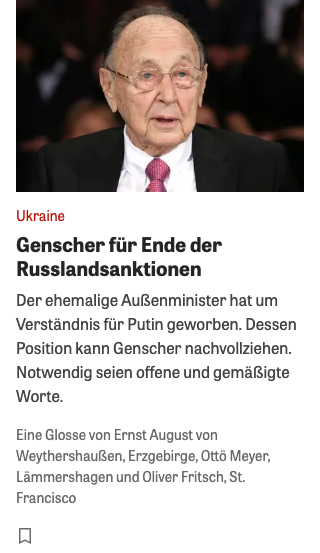 Ukraine
Genscher für Ende der
Russlandsanktionen
Der ehemalige Außenminister hat um
Verständnis für Putin geworben. Dessen
Position kann Genscher nachvollziehen.
Notwendig seien offene und gemäßigte
Worte.
Eine Glosse von Ernst August von
Weythershaußen, Erzgebirge, Ottö Meyer,
Lämmershagen und Oliver Fritsch, St.
Francisco